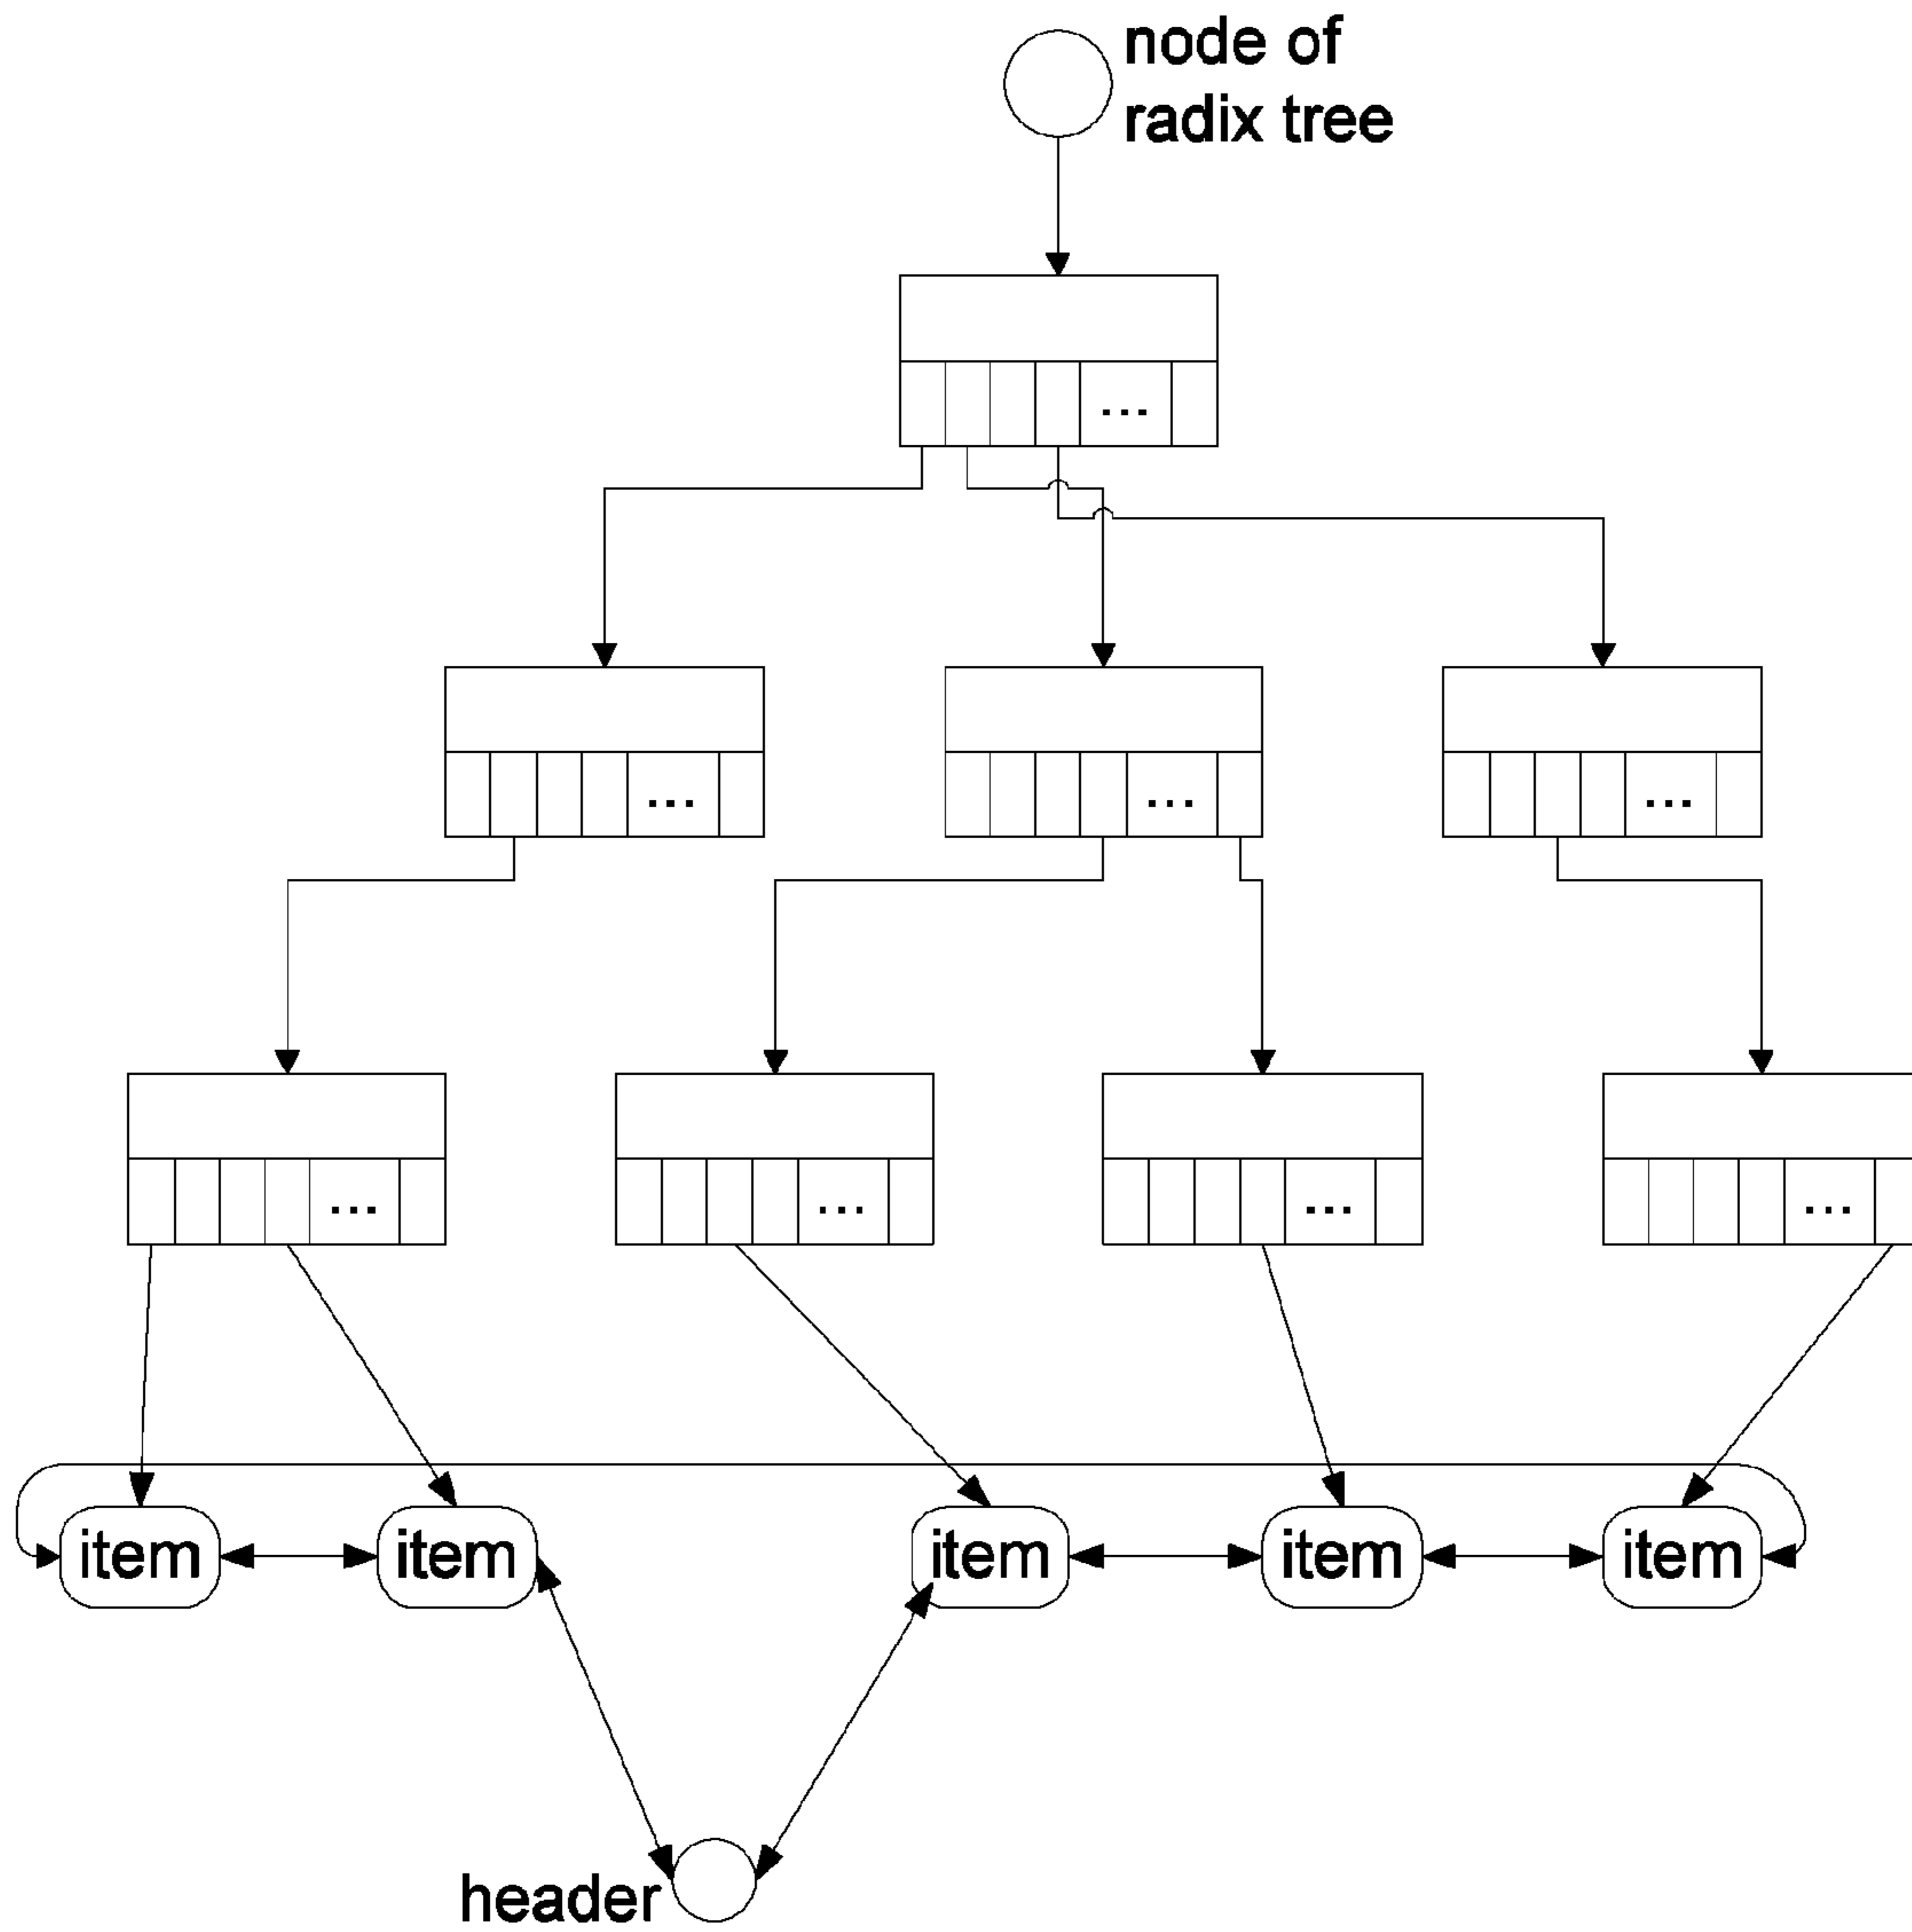 node of
radix tree
...
... ... ...
... ... ... ...
item item item item item
header